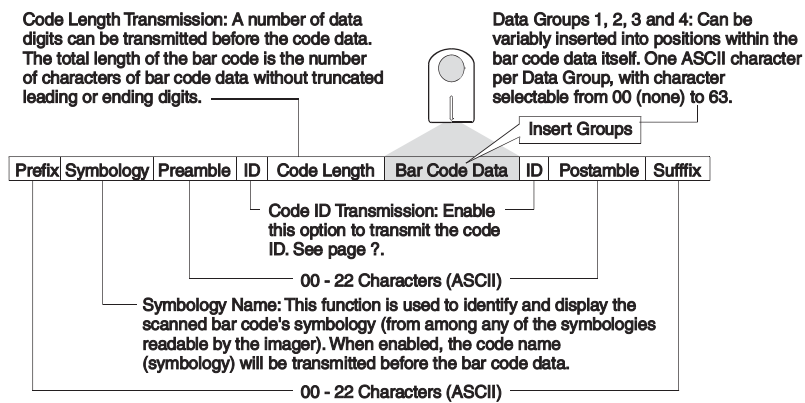 Code Length Transmission: A number of data
digits can be transmitted before the code data.
The total length of the bar code is the number
of characters of bar code data without truncated
leading or ending digits.
Data Groups 1, 2, 3 and 4: Can be
variably inserted into positions within the
bar code data itself. One ASCII character
per Data Group, with character
selectable from 00 (none) to 63.
Insert Groups
Prefix Symbology Preamble ID Code Length Bar Code Data ID Postamble Sufffix
Code ID Transmission: Enable
this option to transmit the code
ID. See page ?.
00 - 22 Characters (ASCII)
Symbology Name: This function is used to identify and display the
scanned bar code's symbology (from among any of the symbologies
readable by the imager). When enabled, the code name
(symbology) will be transmitted before the bar code data.
00 - 22 Characters (ASCII)